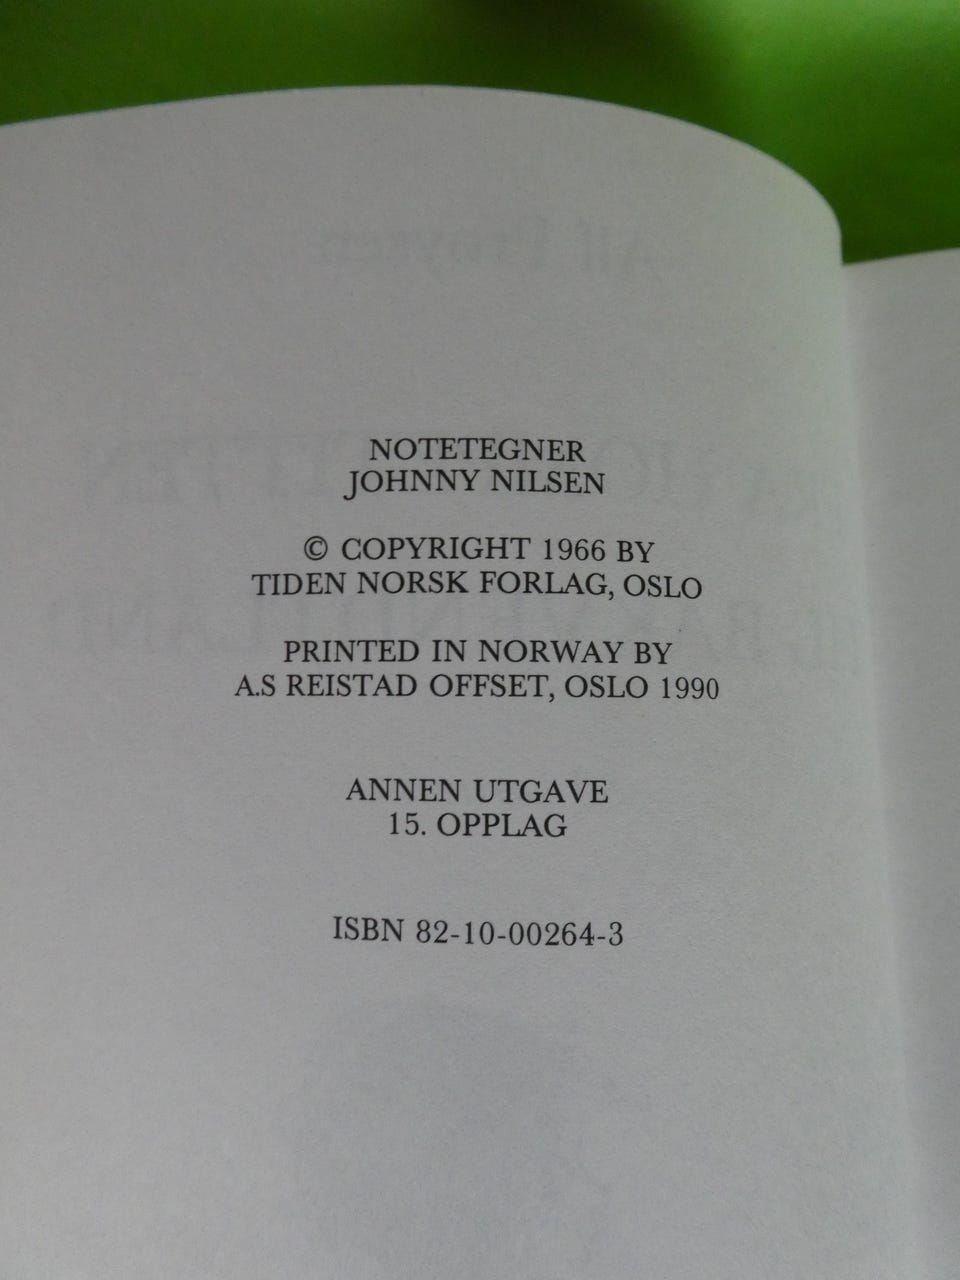 NOTETEGNER
JOHNNY NILSEN
© COPYRIGHT 1966 BY
TIDEN NORSK FORLAG, OSLO
PRINTED IN NORWAY BY
A.S REISTAD OFFSET, OSLO 1990
ANNEN UTGAVE
15. OPPLAG
ISBN 82-10-00264-3